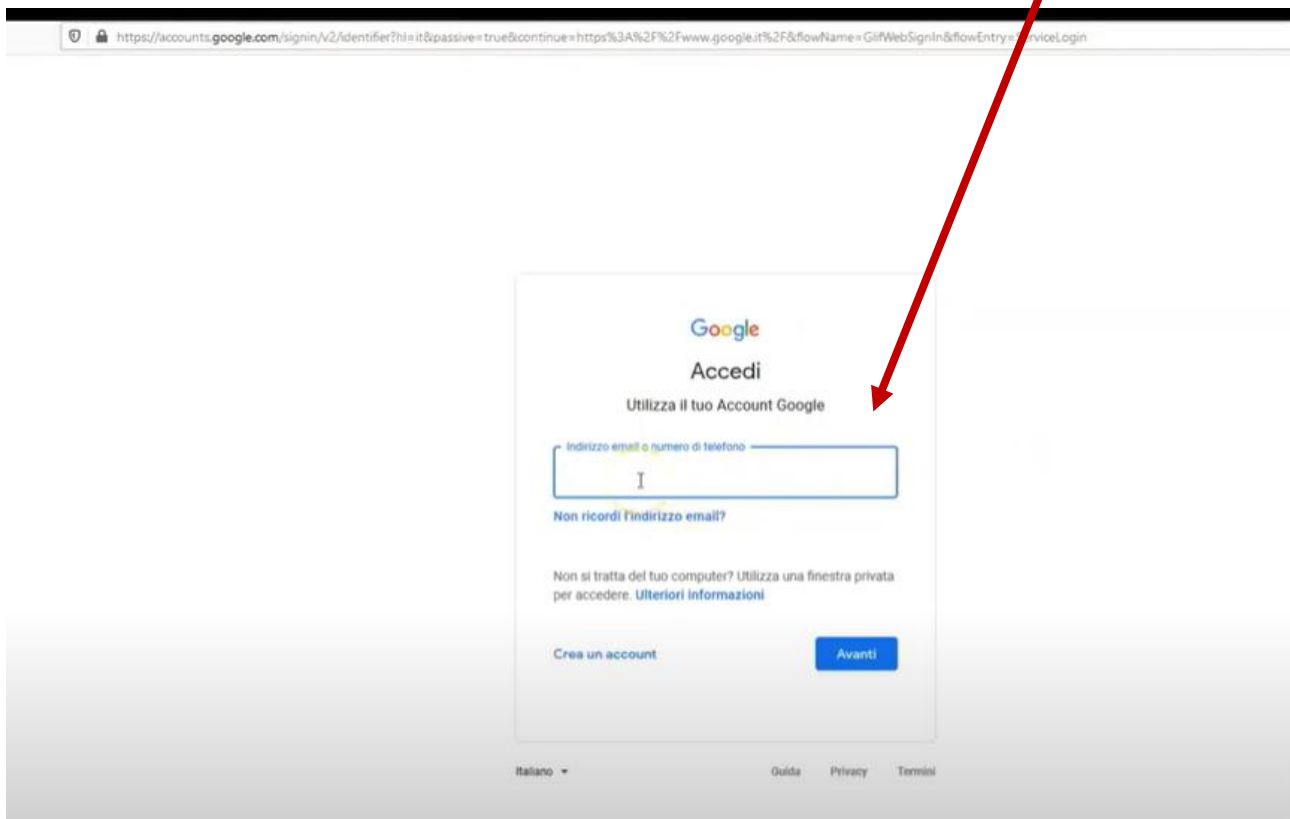 https://accounts.google.com/signin/v2/identifier?hl=it&passive=true&continue=https%3A%2F%2Fwww.google.it%2F&flowName=GlifWebSignIn&flowEntry=ServiceLogin
Google
Accedi
Utilizza il tuo Account Google
Indirizzo email o numero di telefono
Non ricordi l'indirizzo email?
Non si tratta del tuo computer? Utilizza una finestra privata
per accedere. Ulteriori informazioni
Crea un account Avanti
Italiano Guida Privacy Termini